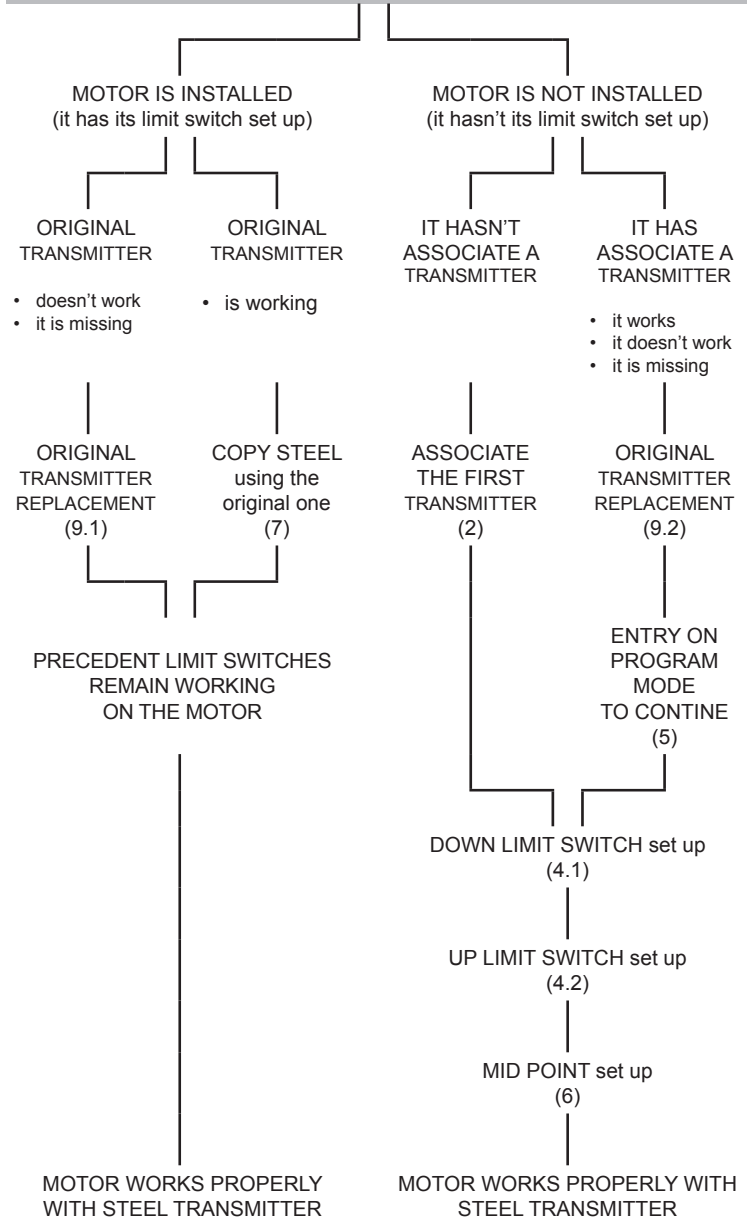 MOTOR IS INSTALLED
(it has its limit switch set up)
MOTOR IS NOT INSTALLED
(it hasn't its limit switch set up)
ORIGINAL
TRANSMITTER
• doesn't work
• it is missing
ORIGINAL
TRANSMITTER
• is working
IT HASN'T
ASSOCIATE A
TRANSMITTER
IT HAS
ASSOCIATE A
TRANSMITTER
• it works
• it doesn't work
• it is missing
ORIGINAL
TRANSMITTER
REPLACEMENT
(9.1)
COPY STEEL
using the
original one
(7)
ASSOCIATE
THE FIRST
TRANSMITTER
(2)
ORIGINAL
TRANSMITTER
REPLACEMENT
(9.2)
PRECEDENT LIMIT SWITCHES
REMAIN WORKING
ON THE MOTOR
ENTRY ON
PROGRAM
MODE
TO CONTINE
(5)
DOWN LIMIT SWITCH set up
(4.1)
UP LIMIT SWITCH set up
(4.2)
MID POINT set up
(6)
MOTOR WORKS PROPERLY
WITH STEEL TRANSMITTER
MOTOR WORKS PROPERLY WITH
STEEL TRANSMITTER